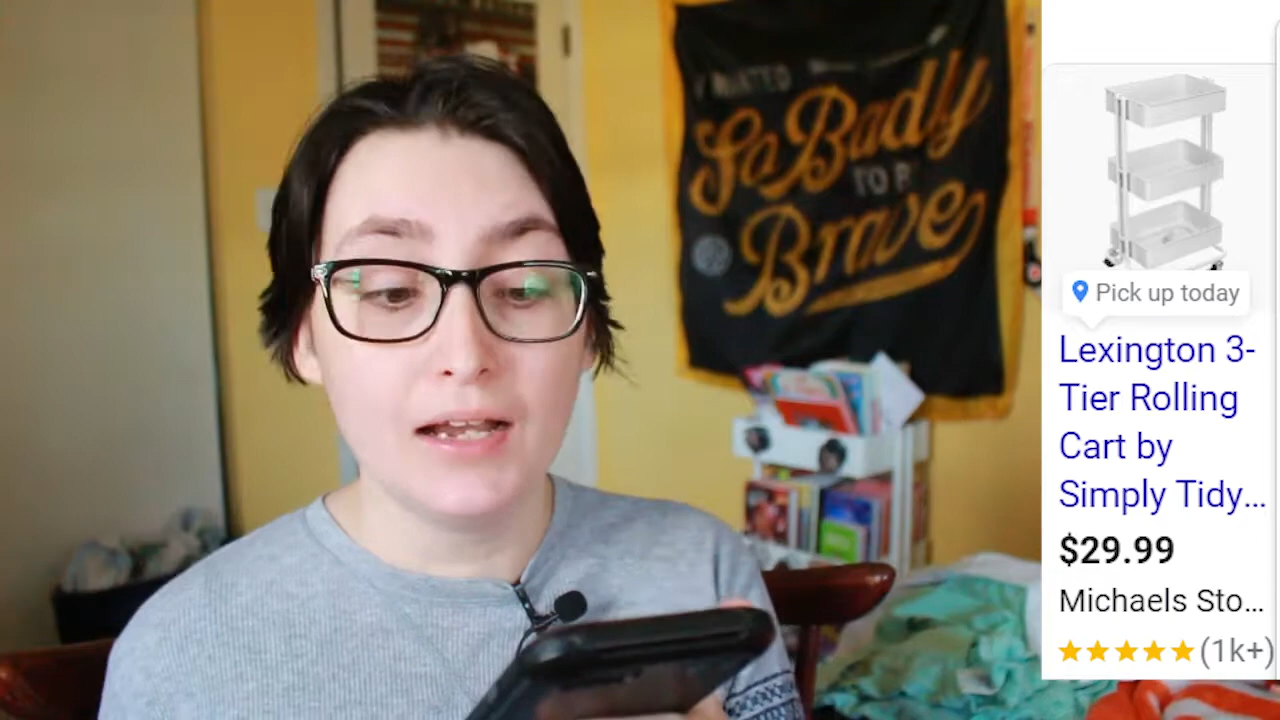 I WANTED
So Badly
TO
Brave
Pick up today
Lexington 3-
Tier Rolling
Cart by
Simply Tidy...
$29.99
Michaels Sto...
(1k+)